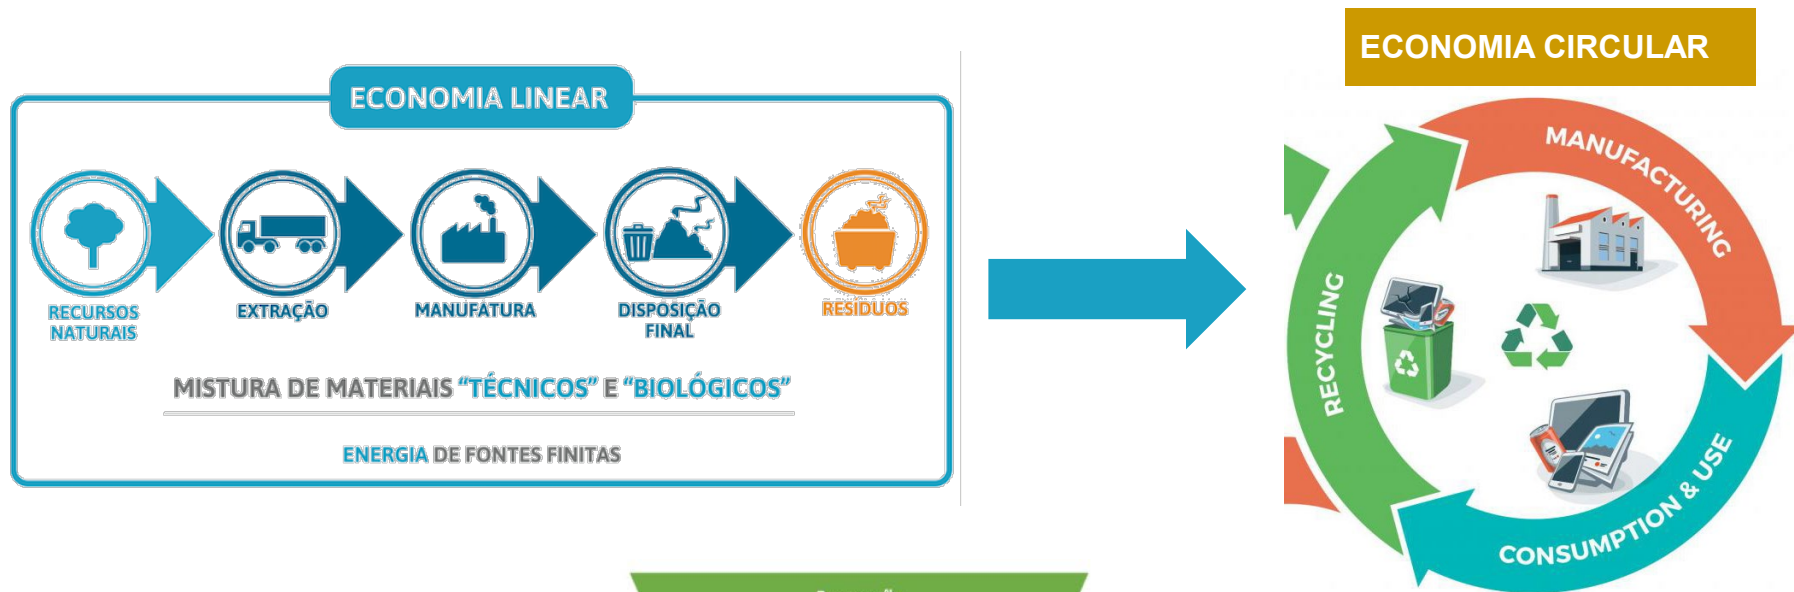 ECONOMIA LINEAR
RECURSOS
NATURAIS
EXTRAÇÃO
MANUFATURA
DISPOSIÇÃO
FINAL
RESÍDUOS
MISTURA DE MATERIAIS “TÉCNICOS” E “BIOLÓGICOS”
ENERGIA DE FONTES FINITAS
ECONOMIA CIRCULAR
MANUFACTURING
RECYCLING
CONSUMPTION & USE